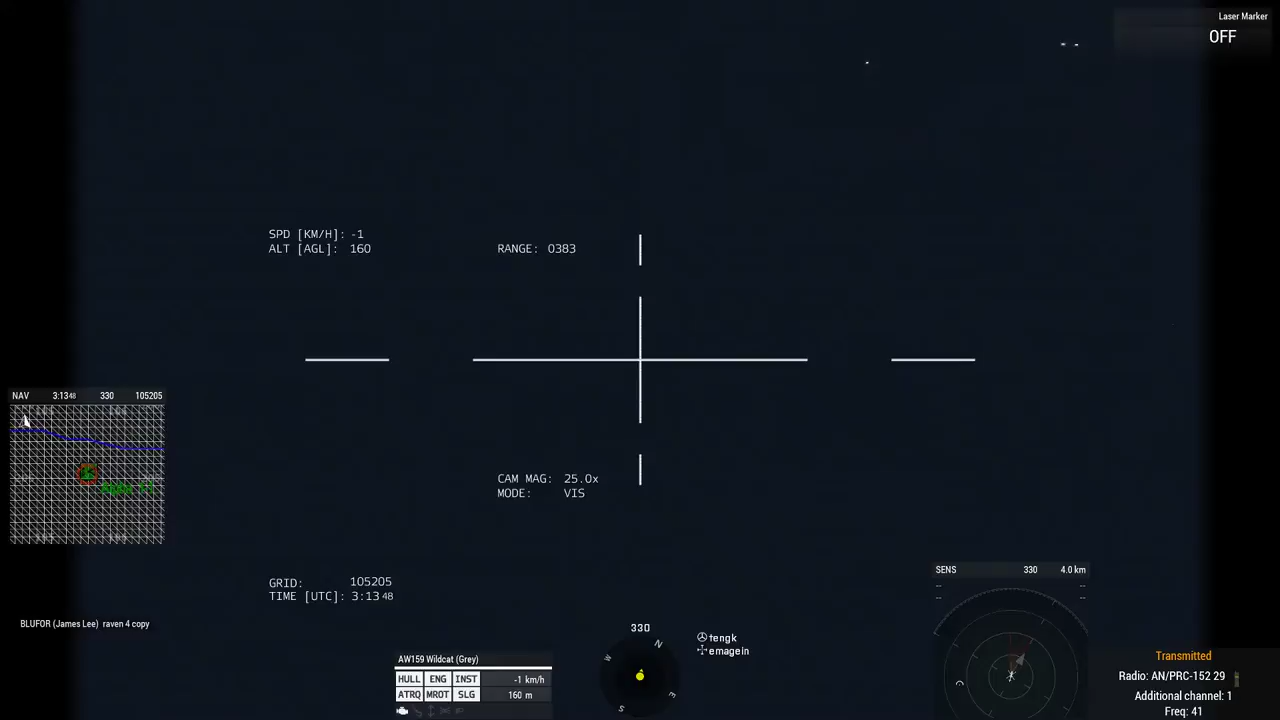 Laser Marker
OFF
SPD [KM/H]: -1
ALT [AGL]: 160
RANGE: 0383
NAV 3:13 48 330 105205
Alpha 1-1
CAM MAG: 25.0x
MODE: VIS
GRID: 105205
TIME [UTC]: 3:13 48
SENS 330 4.0 km
BLUFOR (James Lee) raven 4 copy
330
N
W
E
S
tengk
emagein
AW159 Wildcat (Grey)
HULL ENG INST -1 km/h
ATRQ MROT SLG 160 m
Transmitted
Radio: AN/PRC-152 29
Additional channel: 1
Freq: 41